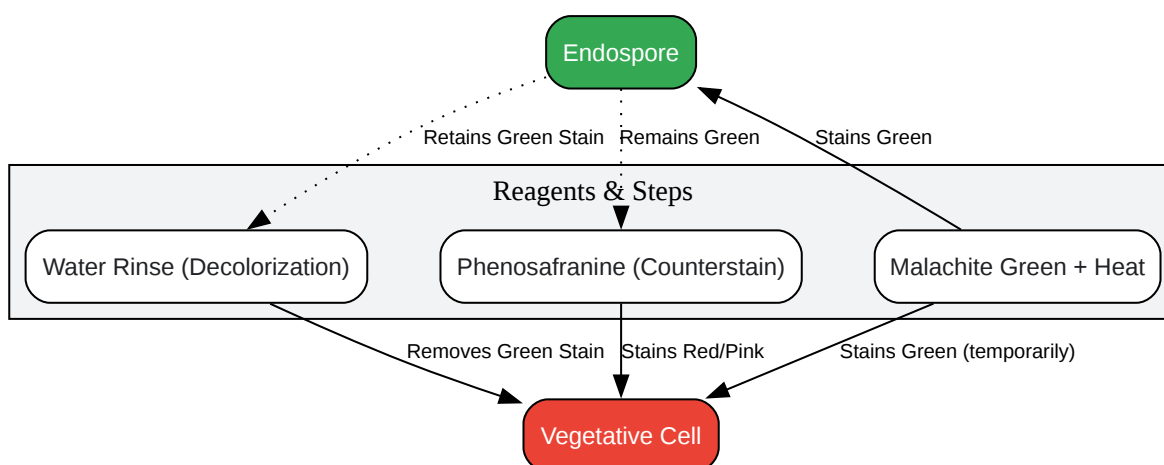 Endospore
Retains Green Stain
Remains Green
Stains Green
Reagents & Steps
Water Rinse (Decolorization)
Phenosafranine (Counterstain)
Malachite Green + Heat
Removes Green Stain
Stains Red/Pink
Stains Green (temporarily)
Vegetative Cell